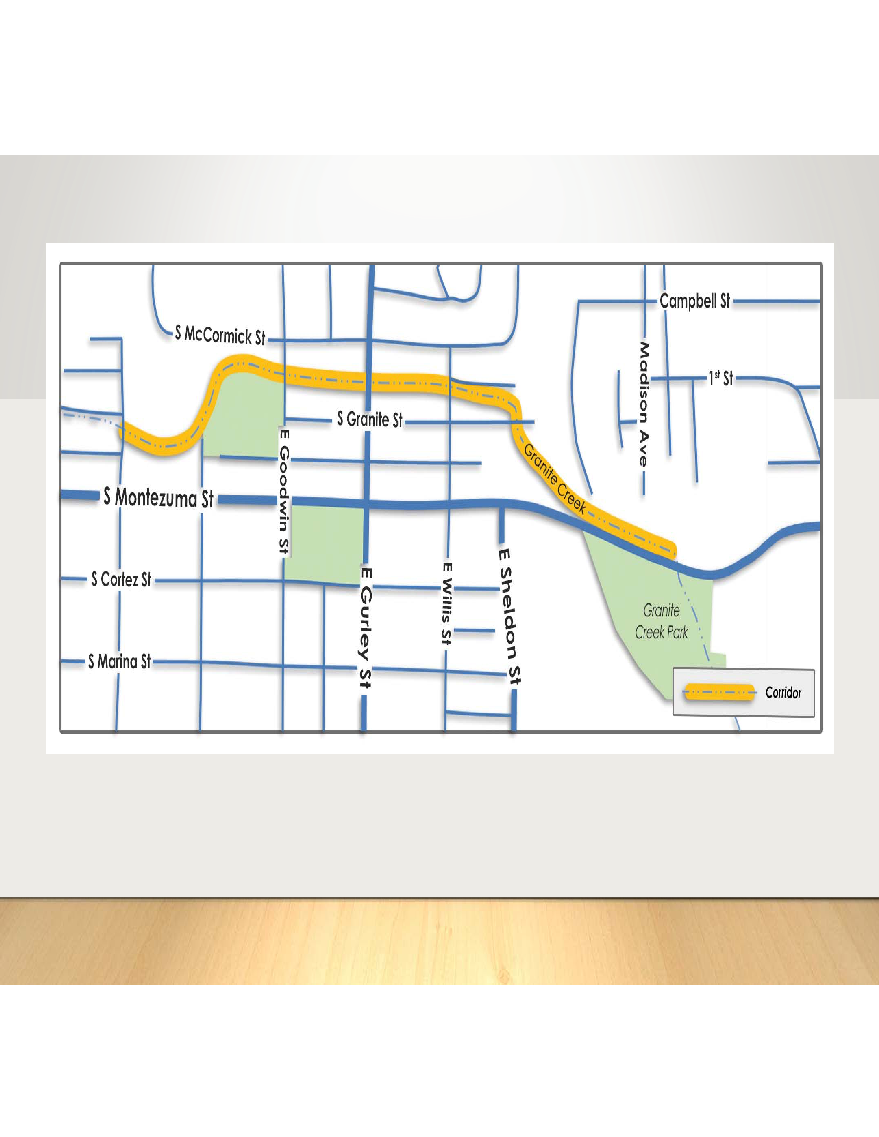 Campbell St
S McCormick St
Madison Ave
1st St
S Granite St
E Goodwin St
Granite Creek
S Montezuma St
E Sheldon St
E Willis St
E Gurley St
S Cortez St
Granite
Creek Park
S Marina St
Corridor